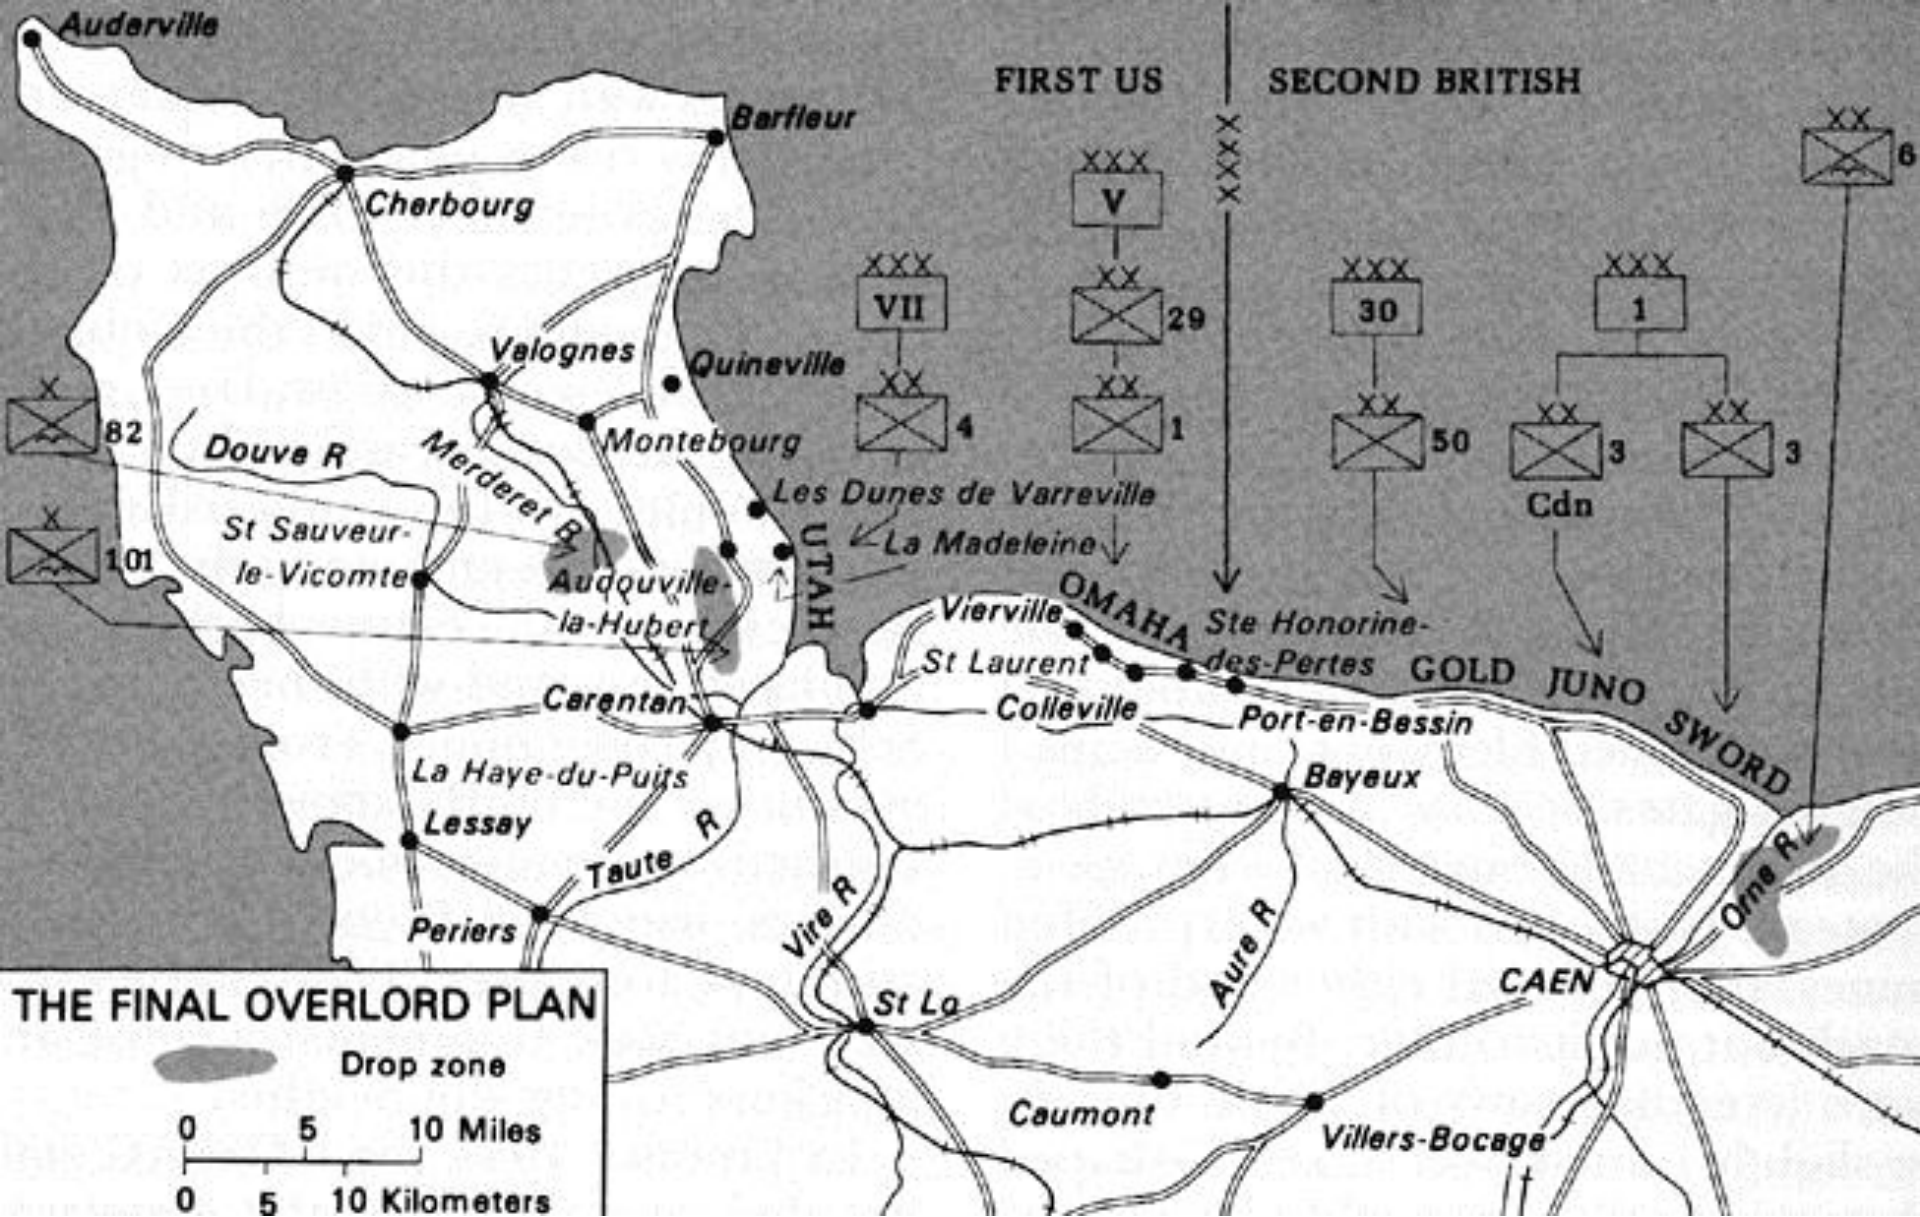 Auderville
Barfleur
Cherbourg
FIRST US
SECOND BRITISH
XX
6
XXXX
XXX
V
XX
29
XX
1
XXX
VII
XX
4
XXX
30
XX
50
XXX
1
XX
3
Cdn
XX
3
Valognes
Quineville
Montebourg
X
82
X
101
Douve R
Merderet R
St Sauveur-
le-Vicomte
Les Dunes de Varreville
La Madeleine
UTAH
Audouville-
la-Hubert
OMAHA
Vierville
St Laurent
Colleville
Ste Honorine-
des-Pertes
Port-en-Bessin
GOLD
JUNO
SWORD
Carentan
La Haye-du-Puits
Lessay
Taute R
Periers
Vire R
Bayeux
Aure R
Orne R
CAEN
St Lo
Caumont
Villers-Bocage
THE FINAL OVERLORD PLAN
Drop zone
0 5 10 Miles
0 5 10 Kilometers